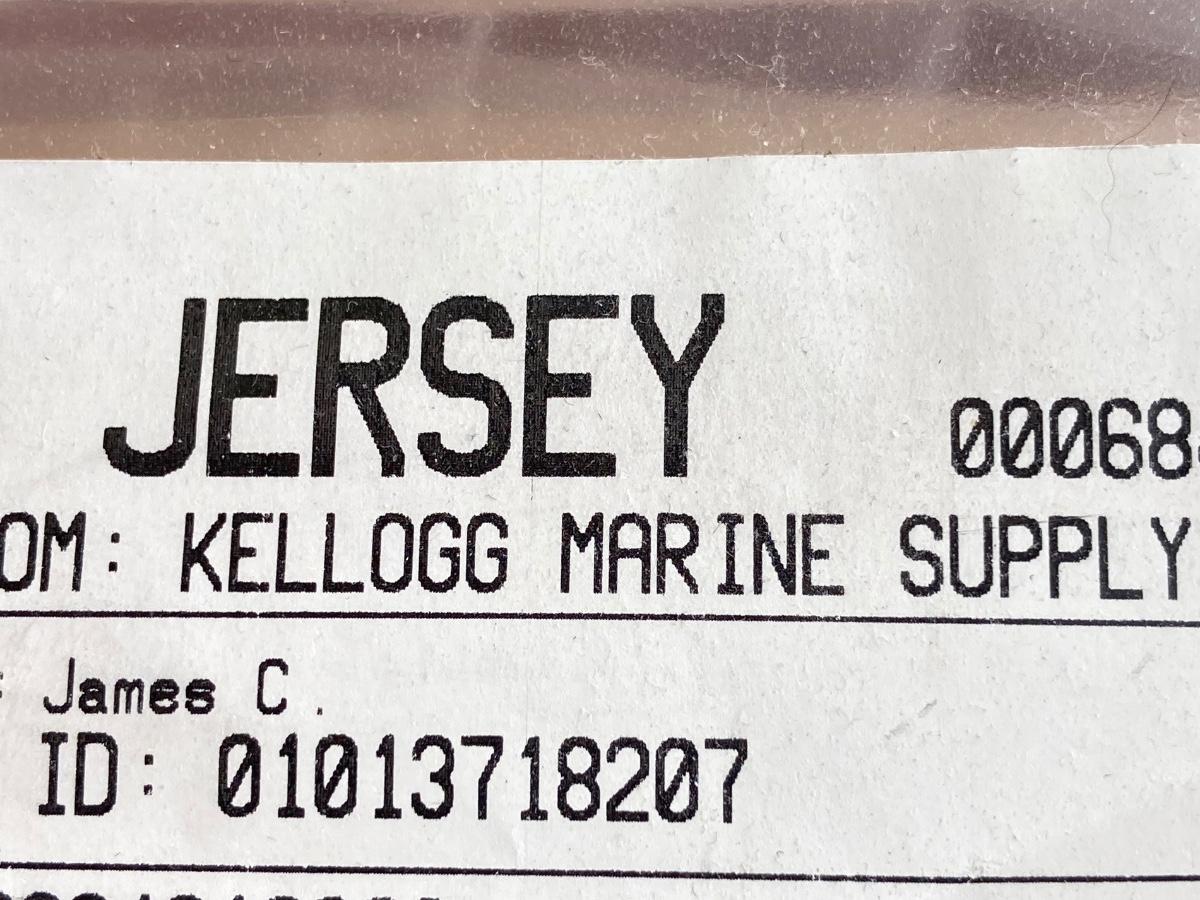 JERSEY
00068
OM: KELLOGG MARINE SUPPLY
: James C.
ID: 01013718207